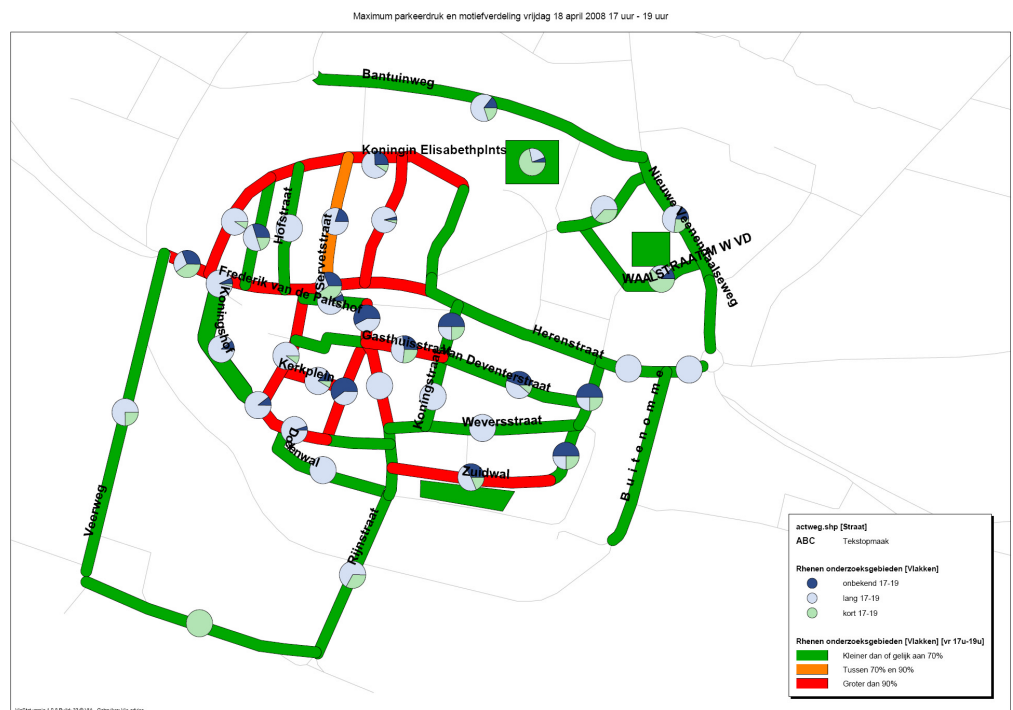 Maximum parkeerdruk en motiefverdeling vrijdag 18 april 2008 17 uur - 19 uur
Bantuinweg
Koningin Elisabethplnts
Nieuwe Veenendaalseweg
Hofstraat
Servetstraat
WAALSTRAAT M W VD
Frederik van de Paltshof
Koningshof
Herenstraat
Gasthuisstraat
Van Deventerstraat
Kerkplein
Koningstraat
Weversstraat
Buitenomme
Zuidwal
Veerweg
Rijnstraat
actweg.shp [Straat]
ABC Tekstopmaak
Rhenen onderzoeksgebieden [Vlakken]
onbekend 17-19
lang 17-19
kort 17-19
Rhenen onderzoeksgebieden [Vlakken] [vr 17u-19u]
Kleiner dan of gelijk aan 70%
Tussen 70% en 90%
Groter dan 90%